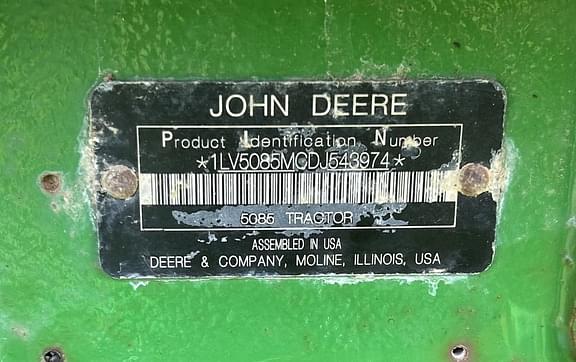 JOHN DEERE
Product Identification Number
*1LV5085MCDJ543974*
5085 TRACTOR
ASSEMBLED IN USA
DEERE & COMPANY, MOLINE, ILLINOIS, USA